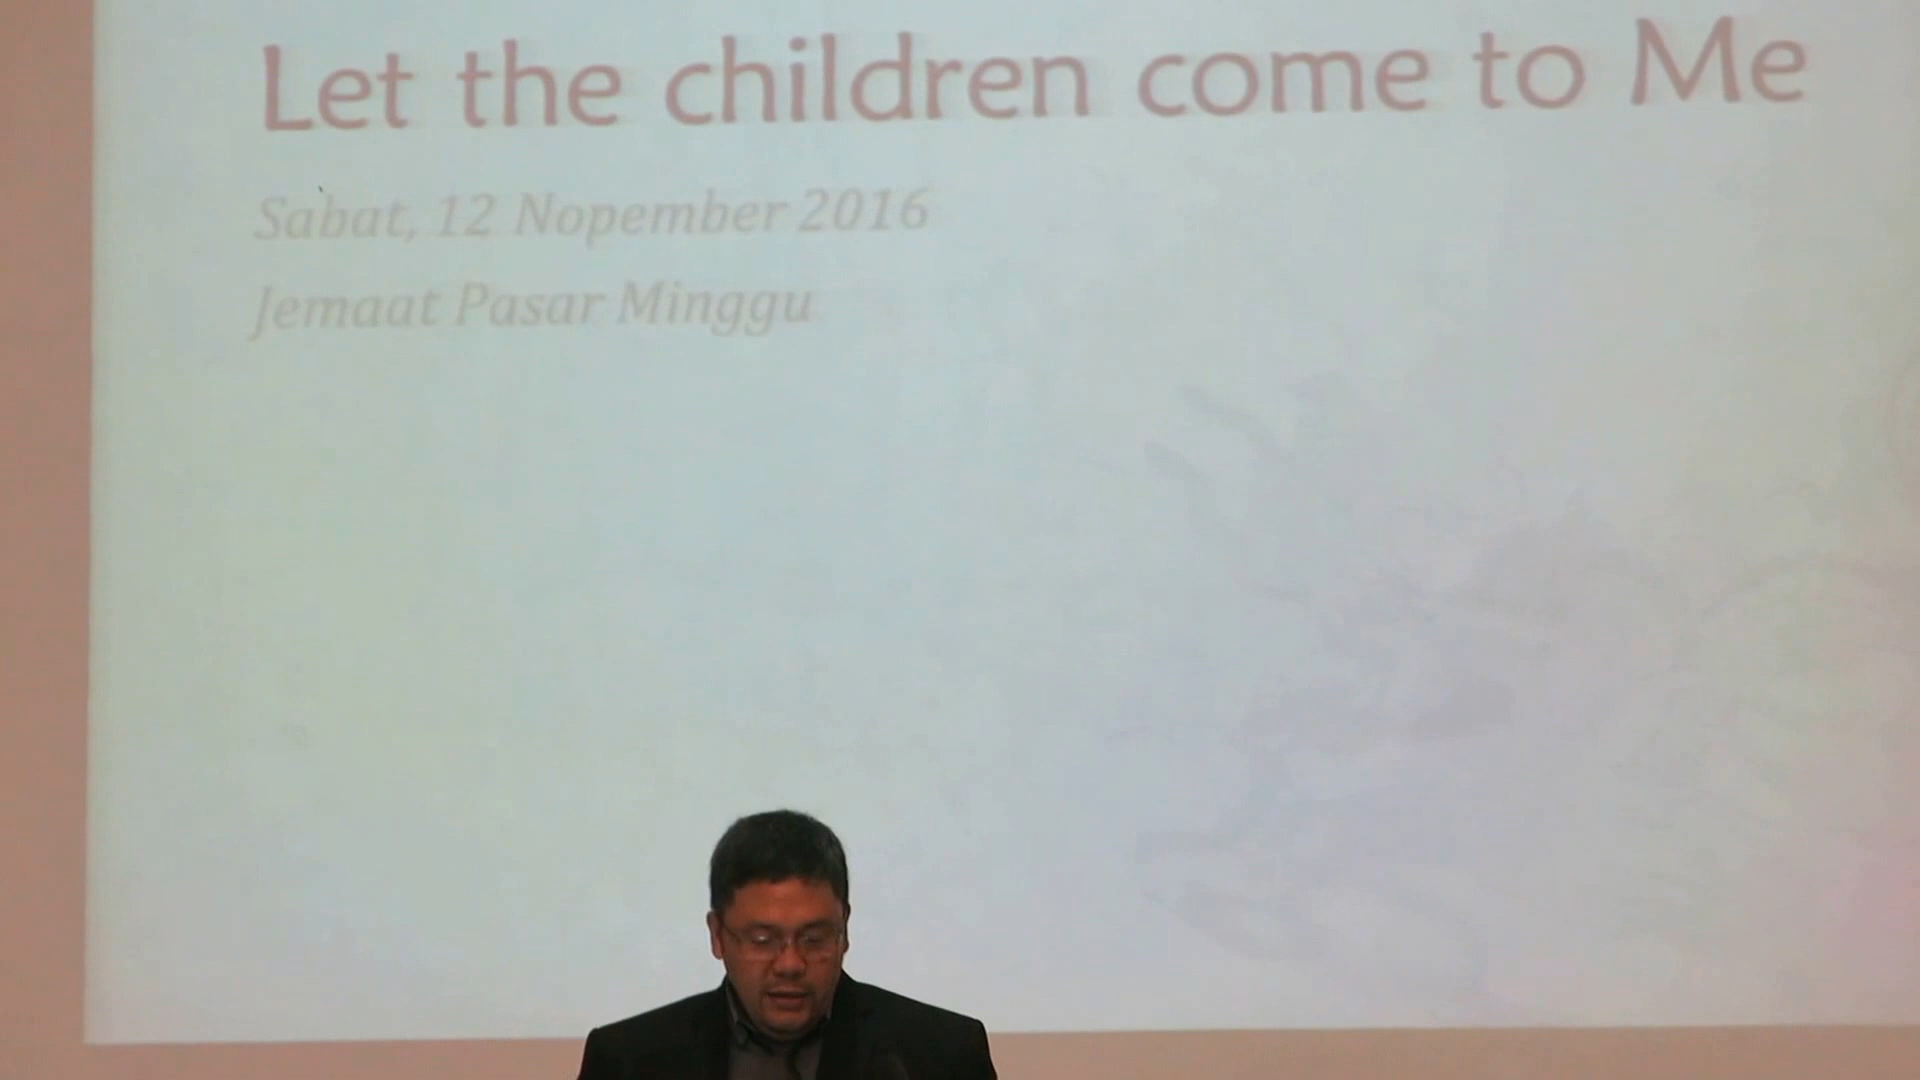 Let the children come to Me
Sabat, 12 Nopember 2016
Jemaat Pasar Minggu